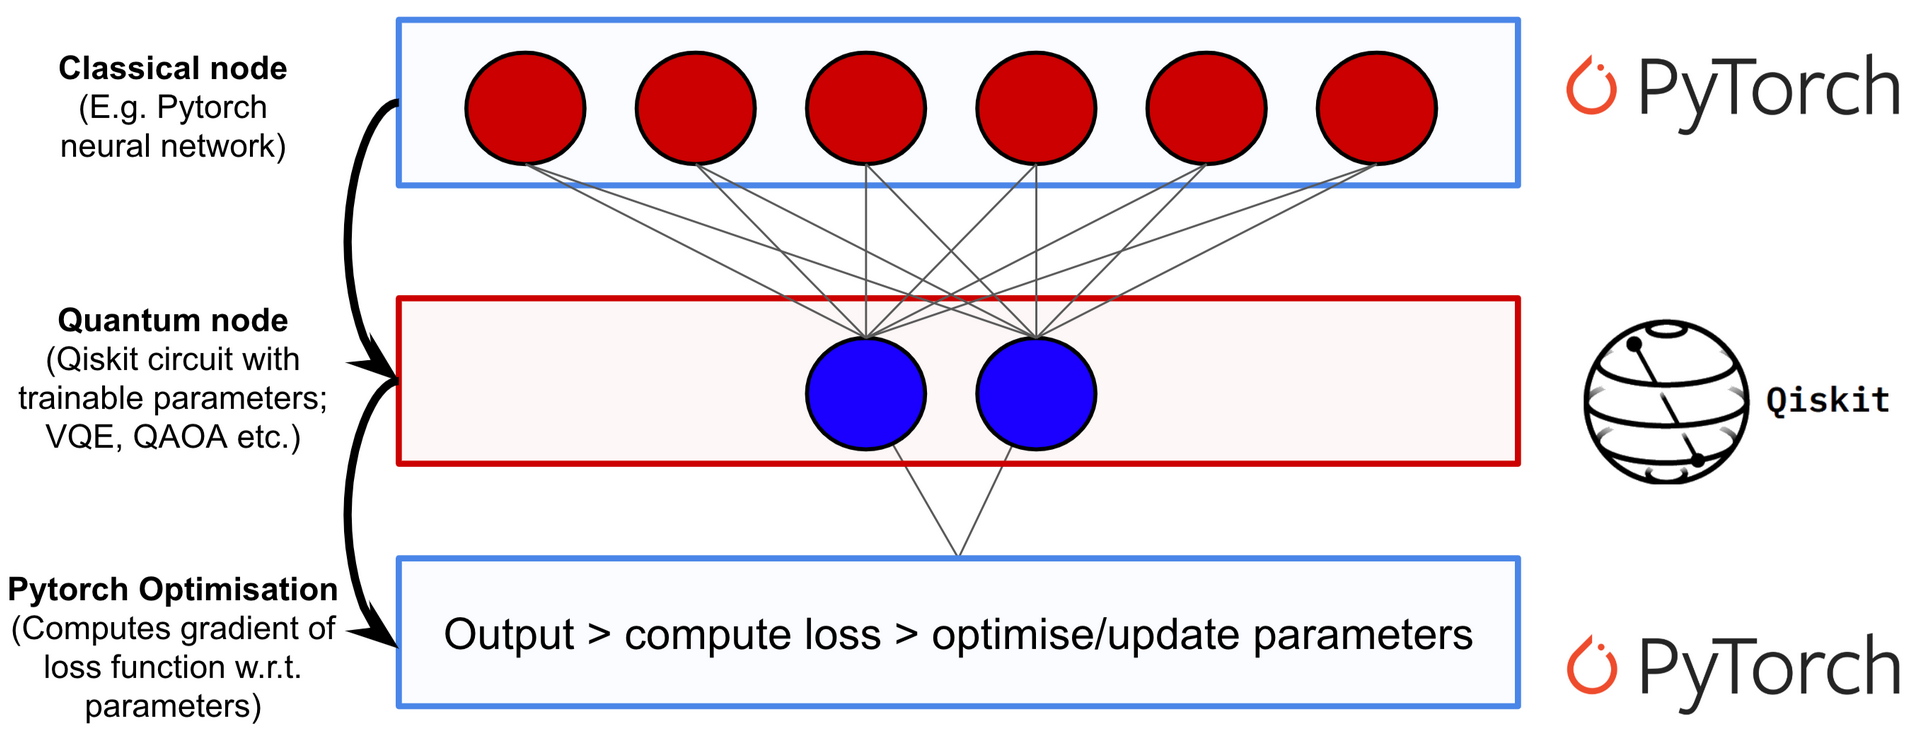 Classical node
(E.g. Pytorch
neural network)
PyTorch
Quantum node
(Qiskit circuit with
trainable parameters;
VQE, QAOA etc.)
Qiskit
Pytorch Optimisation
(Computes gradient of
loss function w.r.t.
parameters)
Output > compute loss > optimise/update parameters
PyTorch